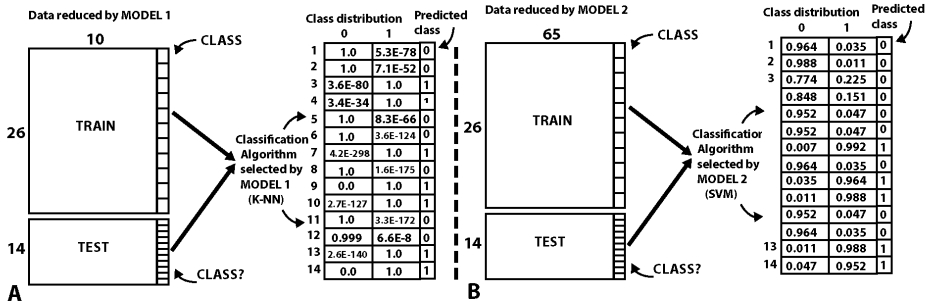 Data reduced by MODEL 1
10
CLASS
26
TRAIN
14
TEST
CLASS?
Classification
Algorithm
selected by
MODEL 1
(K-NN)
Class distribution
Predicted
class
0 1
1 1.0 5.3E-78 0
2 1.0 7.1E-52 0
3 3.6E-80 1.0 1
4 3.4E-34 1.0 1
5 1.0 8.3E-66 0
6 1.0 3.6E-124 0
7 4.2E-298 1.0 1
8 1.0 1.6E-175 0
9 0.0 1.0 1
10 2.7E-127 1.0 1
11 1.0 3.3E-172 0
12 0.999 6.6E-8 0
13 2.6E-140 1.0 1
14 0.0 1.0 1
A
Data reduced by MODEL 2
65
CLASS
26
TRAIN
14
TEST
CLASS?
Classification
Algorithm
selected by
MODEL 2
(SVM)
Class distribution
Predicted
class
0 1
1 0.964 0.035 0
2 0.988 0.011 0
3 0.774 0.225 0
0.848 0.151 0
0.952 0.047 0
0.952 0.047 0
0.007 0.992 1
0.964 0.035 0
0.035 0.964 1
0.011 0.988 1
0.952 0.047 0
0.964 0.035 0
13 0.011 0.988 1
14 0.047 0.952 1
B